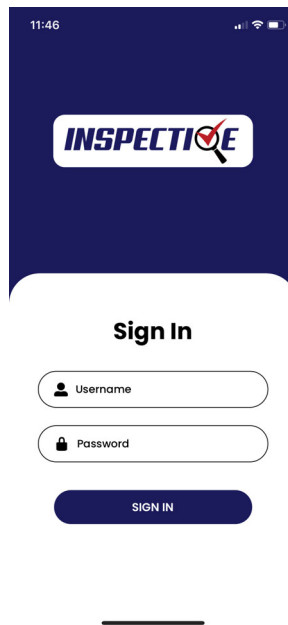 11:46
INSPECTIVE
Sign In
Username
Password
SIGN IN